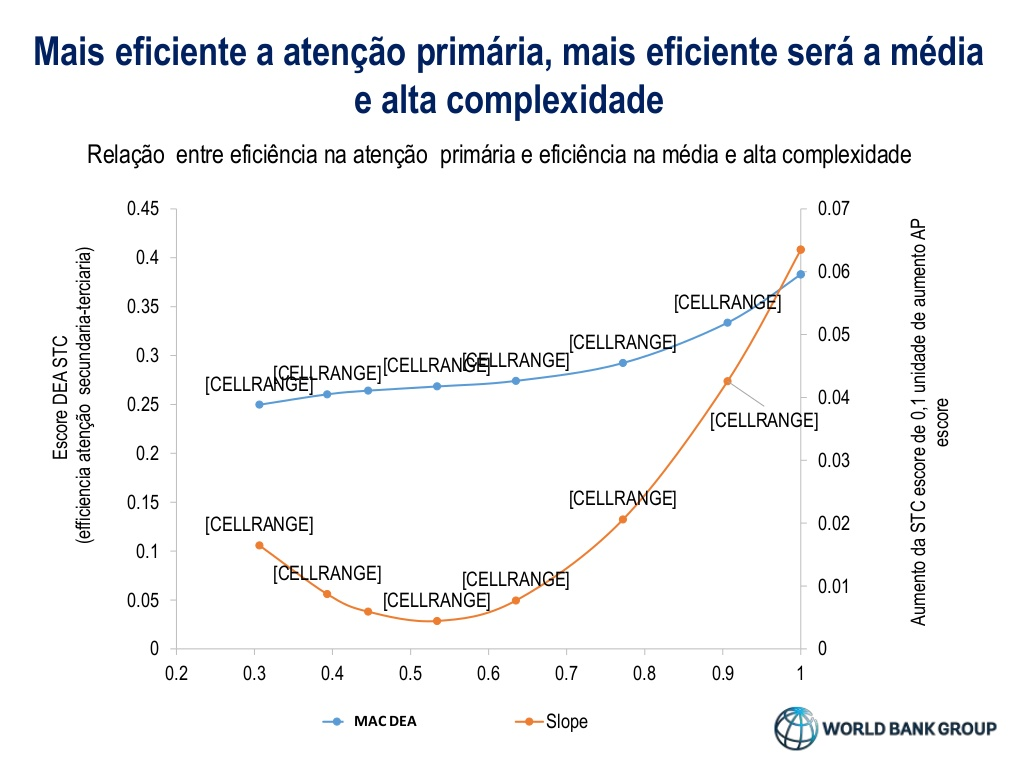 Mais eficiente a atenção primária, mais eficiente será a média
e alta complexidade
Relação entre eficiência na atenção primária e eficiência na média e alta complexidade
Escore DEA STC
(efficiencia atenção secundaria-terciaria)
0.45
0.4
0.35
0.3
0.25
0.2
0.15
0.1
0.05
0
[CELLRANGE]
[CELLRANGE]
[CELLRANGE]
[CELLRANGE]
[CELLRANGE]
[CELLRANGE]
[CELLRANGE]
[CELLRANGE]
[CELLRANGE]
[CELLRANGE]
[CELLRANGE]
[CELLRANGE]
0.07
0.06
0.05
0.04
0.03
0.02
0.01
0
Aumento da STC escore de 0,1 unidade de aumento AP
escore
0.2 0.3 0.4 0.5 0.6 0.7 0.8 0.9 1
MAC DEA
Slope
WORLD BANK GROUP